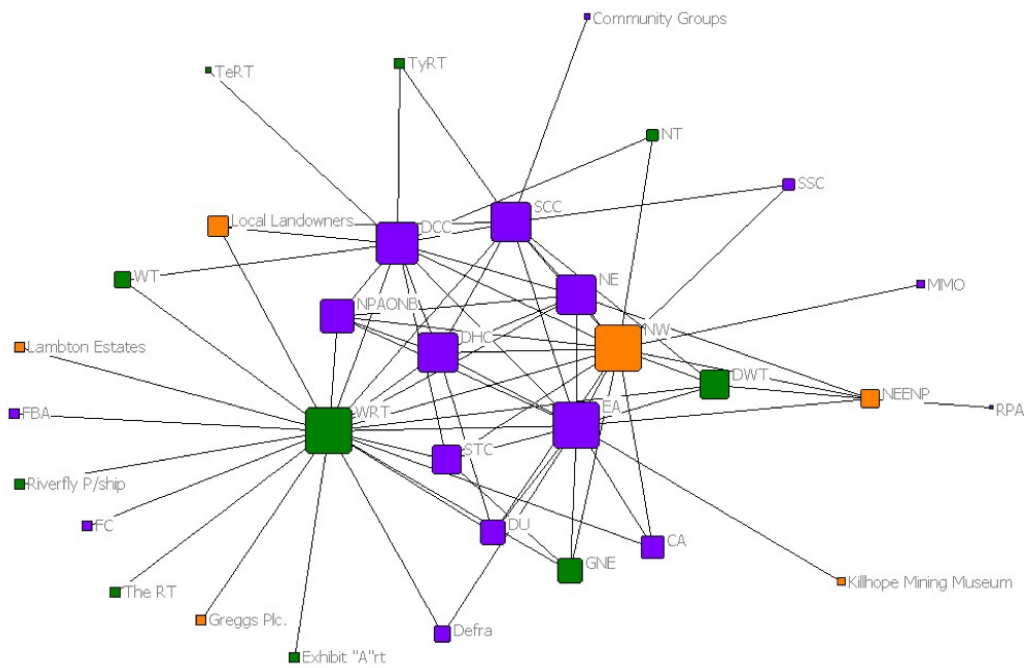 Community Groups
TeRT
TyRT
NT
SSC
SCC
Local Landowners
DCC
WT
NE
MMO
NPAONB
DHC
NW
Lambton Estates
DWT
NEENP
RPA
FBA
WRT
EA
STC
Riverfly P/ship
FC
DU
CA
GNE
The RT
Killhope Mining Museum
Greggs Plc.
Defra
Exhibit "A"rt